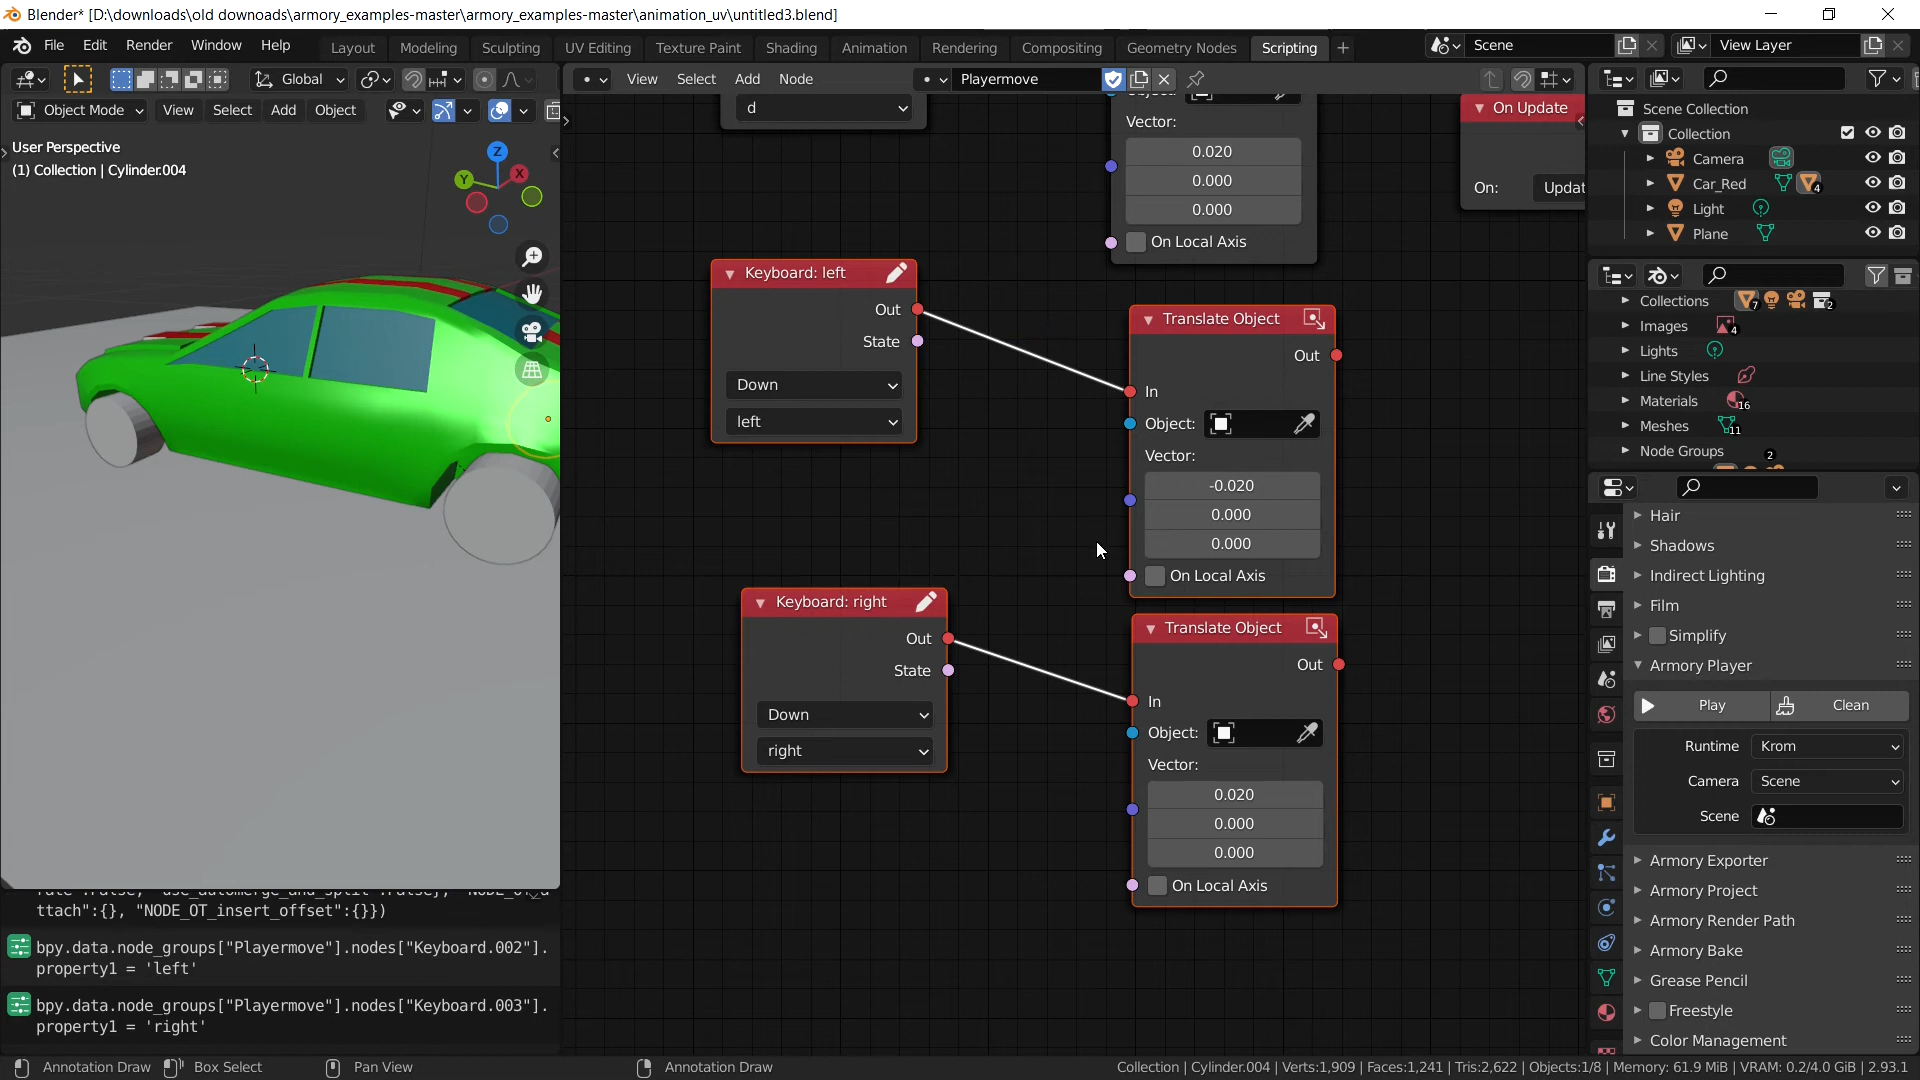 Blender* [D:\downloads\old downoads\armory_examples-master\armory_examples-master\animation_uv\untitled3.blend]
File Edit Render Window Help Layout Modeling Sculpting UV Editing Texture Paint Shading Animation Rendering Compositing Geometry Nodes Scripting Scene View Layer
Global View Select Add Node Playermove
Object Mode View Select Add Object
User Perspective
(1) Collection | Cylinder.004
Z
Y
X
d
Vector:
0.020
0.000
0.000
On Local Axis
On Update
On: Updat
Keyboard: left
Out
State
Down
left
Translate Object
Out
In
Object:
Vector:
-0.020
0.000
0.000
On Local Axis
Keyboard: right
Out
State
Down
right
Translate Object
Out
In
Object:
Vector:
0.020
0.000
0.000
On Local Axis
Scene Collection
Collection
Camera
Car_Red 4
Light
Plane
Collections 7 2
Images 4
Lights
Line Styles
Materials 16
Meshes 11
Node Groups 2
Hair
Shadows
Indirect Lighting
Film
Simplify
Armory Player
Play Clean
Runtime Krom
Camera Scene
Scene
Armory Exporter
Armory Project
Armory Render Path
Armory Bake
Grease Pencil
Freestyle
Color Management
ttach":{}, "NODE_OT_insert_offset":{}})
bpy.data.node_groups["Playermove"].nodes["Keyboard.002"].
property1 = 'left'
bpy.data.node_groups["Playermove"].nodes["Keyboard.003"].
property1 = 'right'
Annotation Draw Box Select Pan View Annotation Draw Collection | Cylinder.004 | Verts:1,909 | Faces:1,241 | Tris:2,622 | Objects:1/8 | Memory: 61.9 MiB | VRAM: 0.2/4.0 GiB | 2.93.1